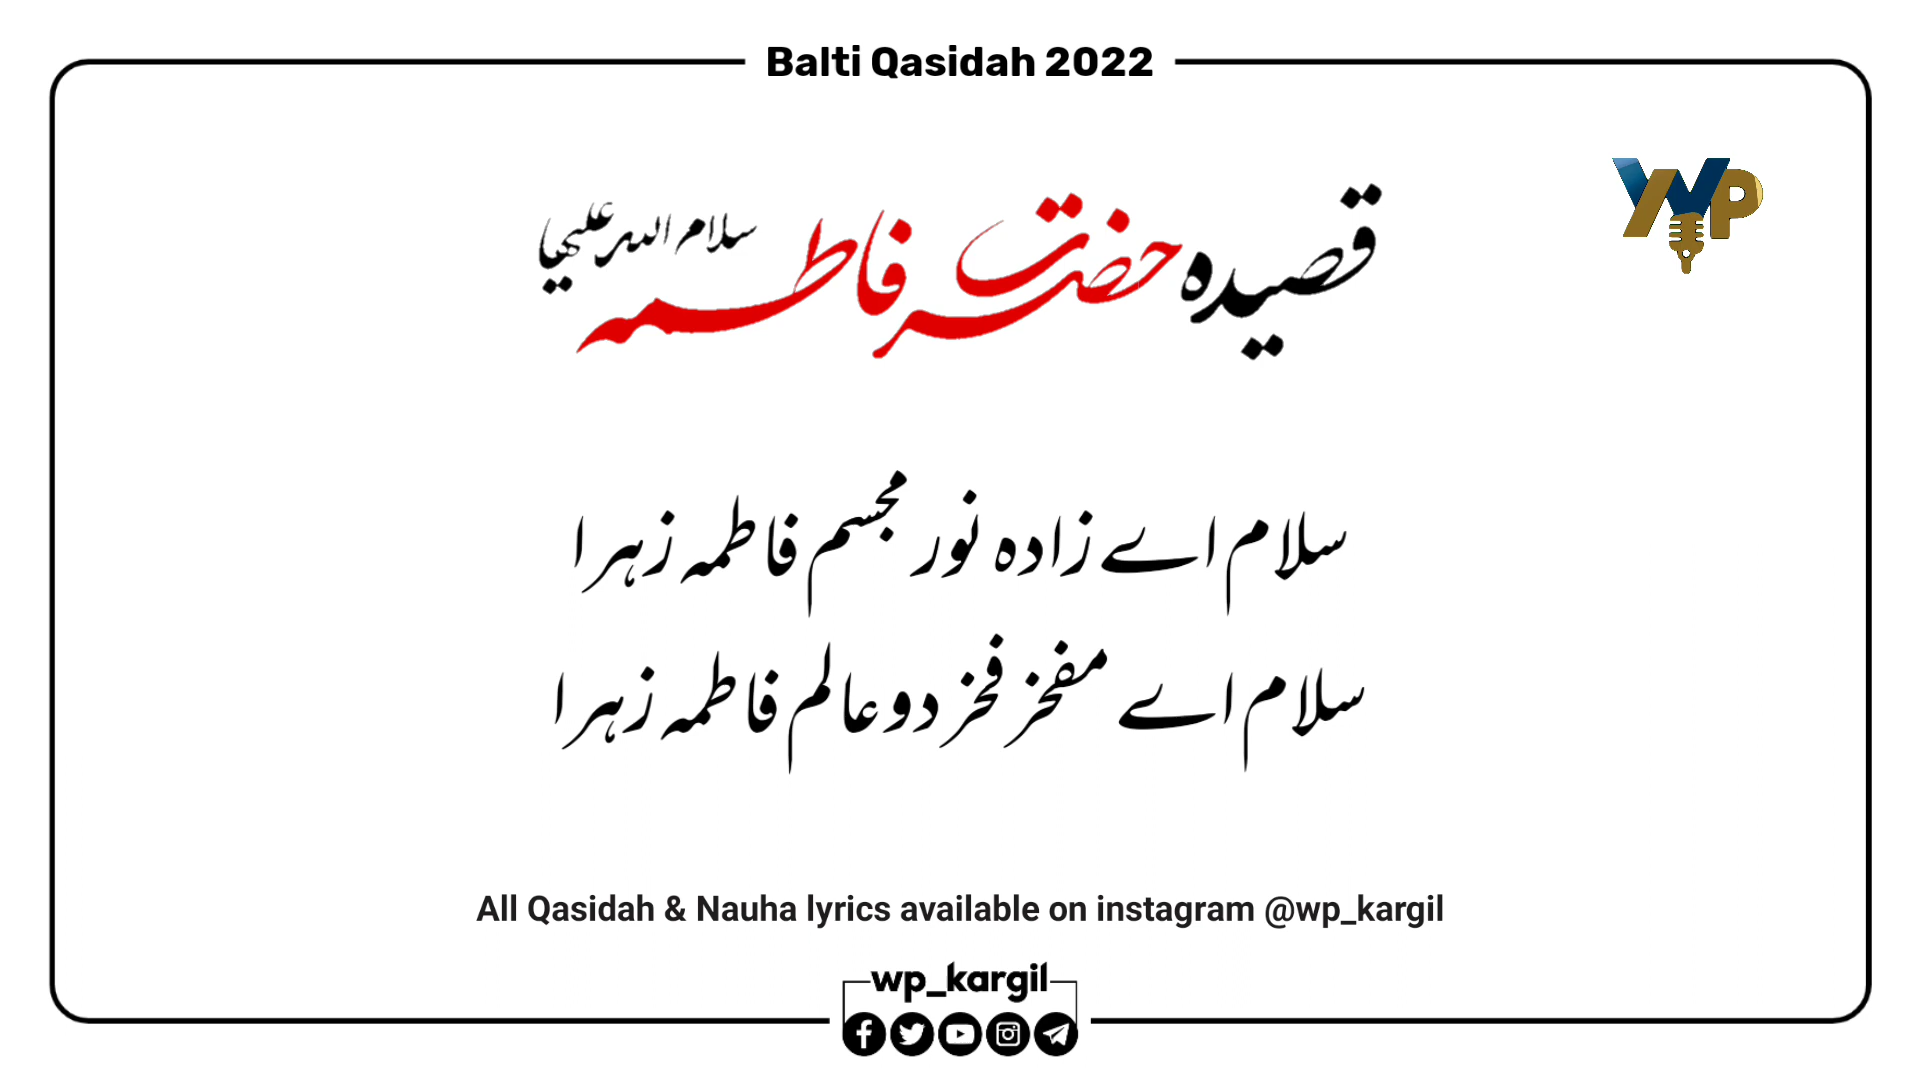 Balti Qasidah 2022
WP
قصیدہ حضرت فاطمہ سلام اللہ علیہا
سلام اے زادہ نور مجسم فاطمہ زہرا
سلام اے مفخر فخر دو عالم فاطمہ زہرا
All Qasidah & Nauha lyrics available on instagram @wp_kargil
wp_kargil